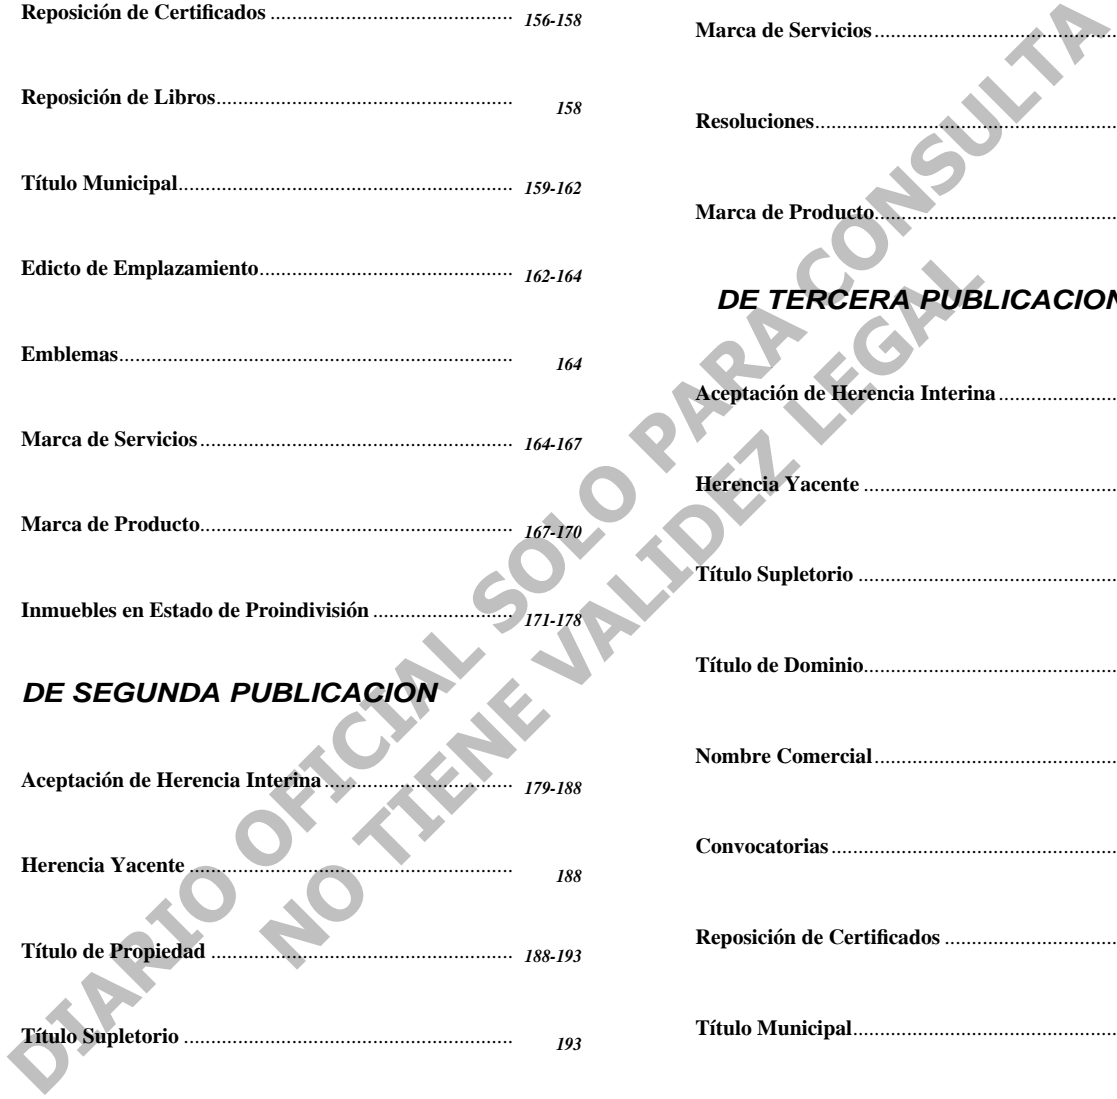 Reposición de Certificados ............................................. 156-158
Reposición de Libros....................................................... 158
Título Municipal.............................................................. 159-162
Edicto de Emplazamiento............................................... 162-164
Emblemas......................................................................... 164
Marca de Servicios .......................................................... 164-167
Marca de Producto.......................................................... 167-170
Inmuebles en Estado de Proindivisión .......................... 171-178
DE SEGUNDA PUBLICACION
Aceptación de Herencia Interina................................... 179-188
Herencia Yacente ............................................................ 188
Título de Propiedad ........................................................ 188-193
Título Supletorio ............................................................. 193
Marca de Servicios.............................................
Resoluciones........................................................
Marca de Producto.............................................
DE TERCERA PUBLICACION
Aceptación de Herencia Interina......................
Herencia Yacente ...............................................
Título Supletorio ................................................
Título de Dominio...............................................
Nombre Comercial.............................................
Convocatorias.....................................................
Reposición de Certificados ................................
Título Municipal.................................................
DIARIO OFICIAL SOLO PARA CONSULTA
NO TIENE VALIDEZ LEGAL